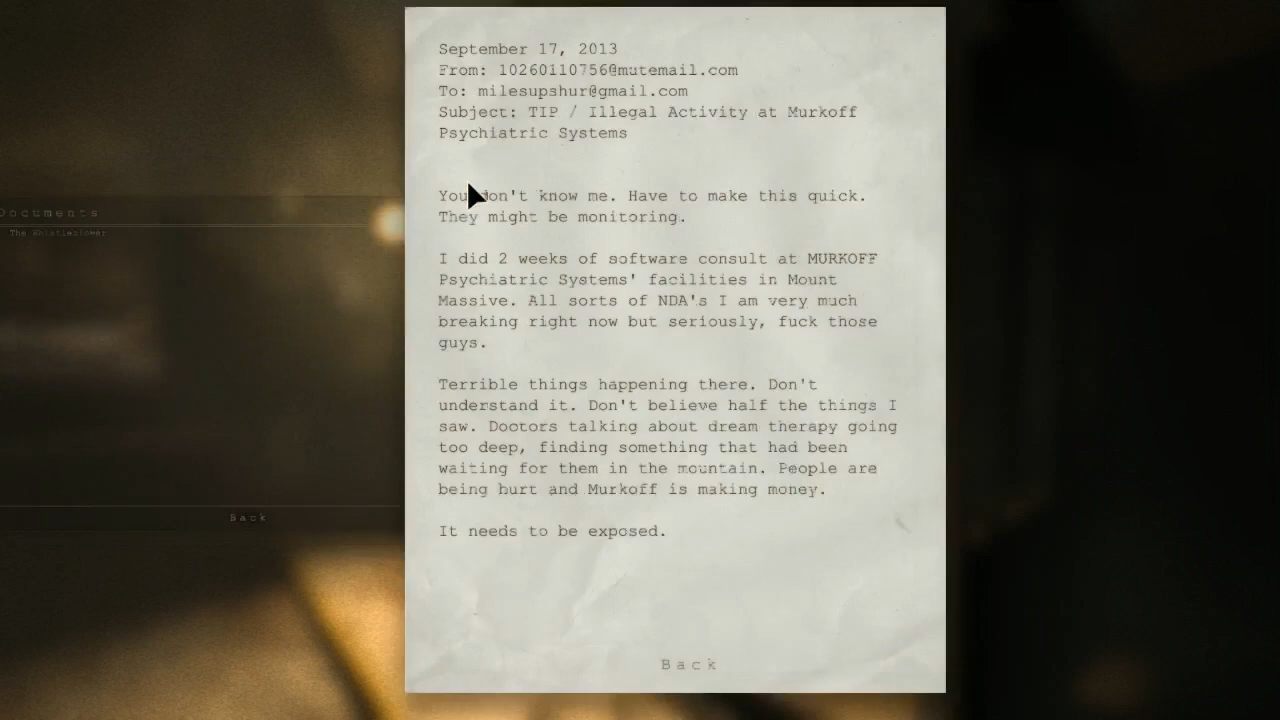 September 17, 2013
From: 10260110756@mutemail.com
To: milesupshur@gmail.com
Subject: TIP / Illegal Activity at Murkoff
Psychiatric Systems
You don't know me. Have to make this quick.
They might be monitoring.
I did 2 weeks of software consult at MURKOFF
Psychiatric Systems' facilities in Mount
Massive. All sorts of NDA's I am very much
breaking right now but seriously, fuck those
guys.
Terrible things happening there. Don't
understand it. Don't believe half the things I
saw. Doctors talking about dream therapy going
too deep, finding something that had been
waiting for them in the mountain. People are
being hurt and Murkoff is making money.
It needs to be exposed.
Back
Documents
The Whistleblower
Back